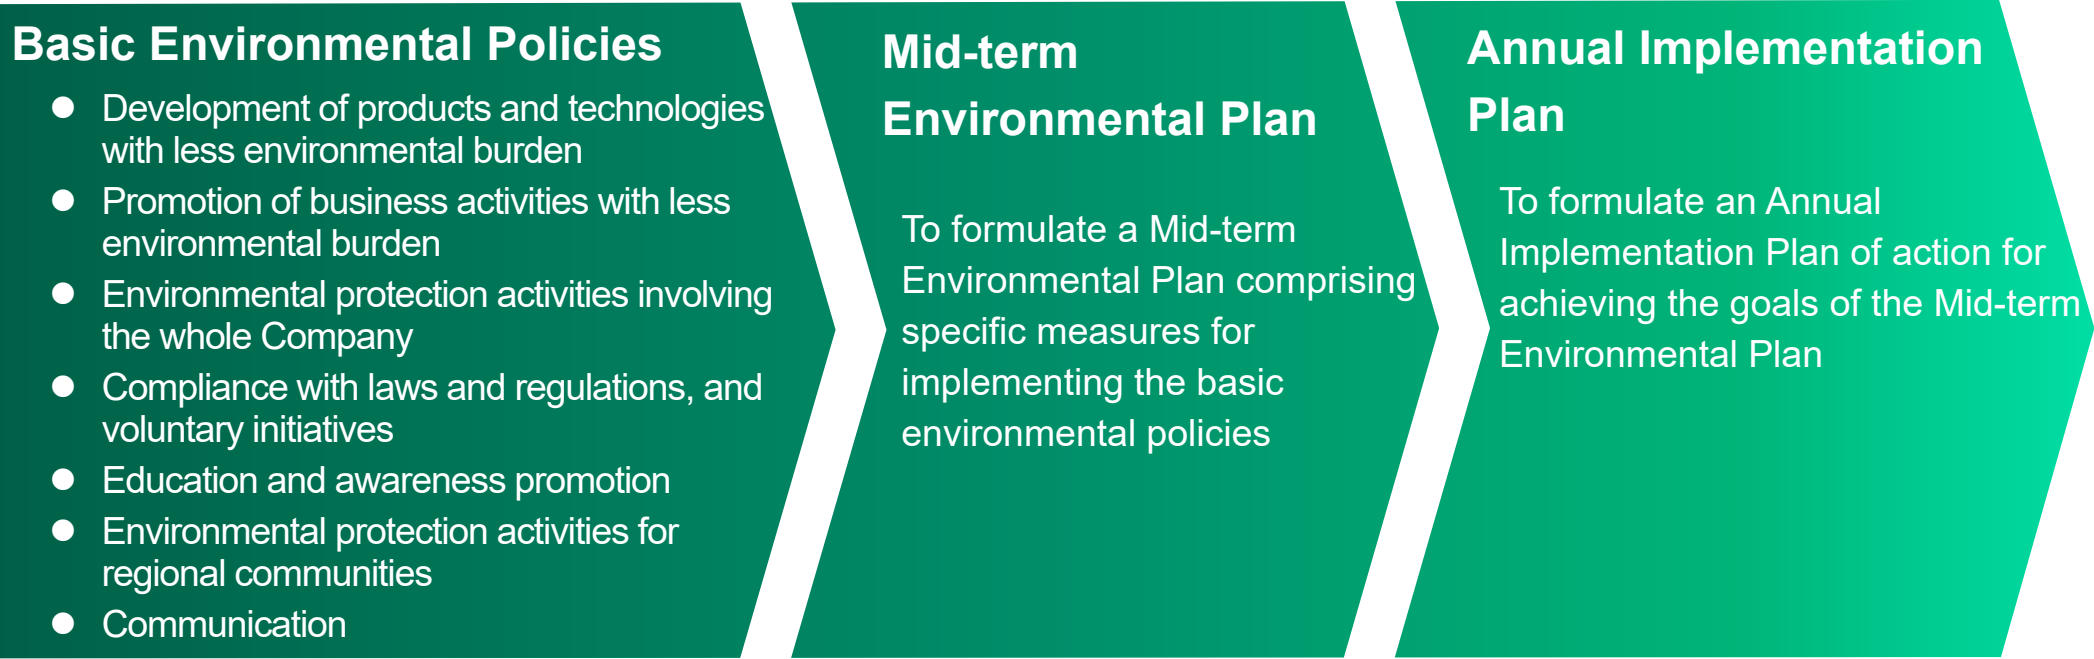 Basic Environmental Policies
● Development of products and technologies
with less environmental burden
● Promotion of business activities with less
environmental burden
● Environmental protection activities involving
the whole Company
● Compliance with laws and regulations, and
voluntary initiatives
● Education and awareness promotion
● Environmental protection activities for
regional communities
● Communication
Mid-term
Environmental Plan
To formulate a Mid-term
Environmental Plan comprising
specific measures for
implementing the basic
environmental policies
Annual Implementation
Plan
To formulate an Annual
Implementation Plan of action for
achieving the goals of the Mid-term
Environmental Plan